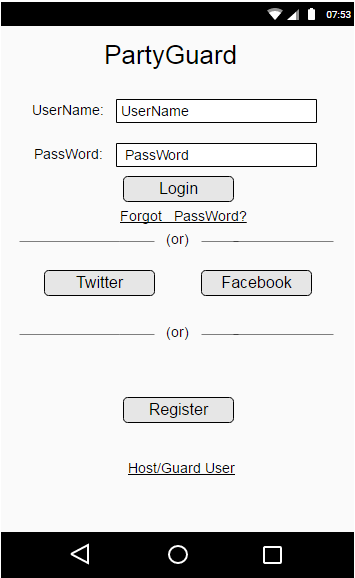 07:53
PartyGuard
UserName: UserName
PassWord: PassWord
Login
Forgot PassWord?
(or)
Twitter Facebook
(or)
Register
Host/Guard User